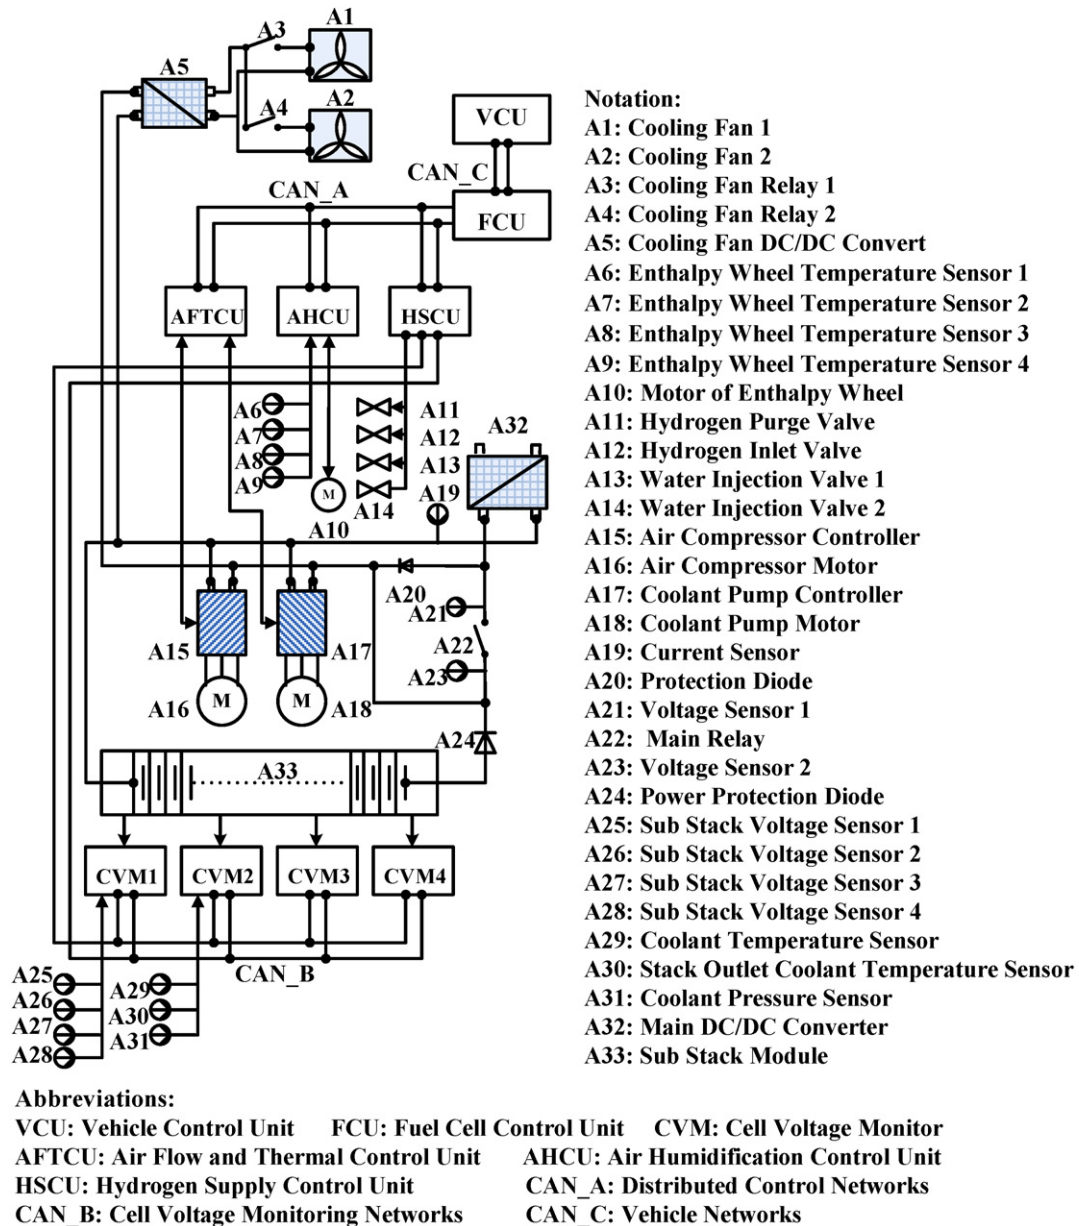 A3
A1
A5
A4
A2
VCU
CAN_C
CAN_A
FCU
AFTCU
AHCU
HSCU
A6
A7
A8
A9
M
A10
A11
A12
A13
A14
A19
A32
A20
A21
A22
A23
A15
A17
M
M
A16
A18
A24
A33
CVM1
CVM2
CVM3
CVM4
CAN_B
A25
A26
A27
A28
A29
A30
A31
Notation:
A1: Cooling Fan 1
A2: Cooling Fan 2
A3: Cooling Fan Relay 1
A4: Cooling Fan Relay 2
A5: Cooling Fan DC/DC Convert
A6: Enthalpy Wheel Temperature Sensor 1
A7: Enthalpy Wheel Temperature Sensor 2
A8: Enthalpy Wheel Temperature Sensor 3
A9: Enthalpy Wheel Temperature Sensor 4
A10: Motor of Enthalpy Wheel
A11: Hydrogen Purge Valve
A12: Hydrogen Inlet Valve
A13: Water Injection Valve 1
A14: Water Injection Valve 2
A15: Air Compressor Controller
A16: Air Compressor Motor
A17: Coolant Pump Controller
A18: Coolant Pump Motor
A19: Current Sensor
A20: Protection Diode
A21: Voltage Sensor 1
A22: Main Relay
A23: Voltage Sensor 2
A24: Power Protection Diode
A25: Sub Stack Voltage Sensor 1
A26: Sub Stack Voltage Sensor 2
A27: Sub Stack Voltage Sensor 3
A28: Sub Stack Voltage Sensor 4
A29: Coolant Temperature Sensor
A30: Stack Outlet Coolant Temperature Sensor
A31: Coolant Pressure Sensor
A32: Main DC/DC Converter
A33: Sub Stack Module
Abbreviations:
VCU: Vehicle Control Unit FCU: Fuel Cell Control Unit CVM: Cell Voltage Monitor
AFTCU: Air Flow and Thermal Control Unit AHCU: Air Humidification Control Unit
HSCU: Hydrogen Supply Control Unit CAN_A: Distributed Control Networks
CAN_B: Cell Voltage Monitoring Networks CAN_C: Vehicle Networks